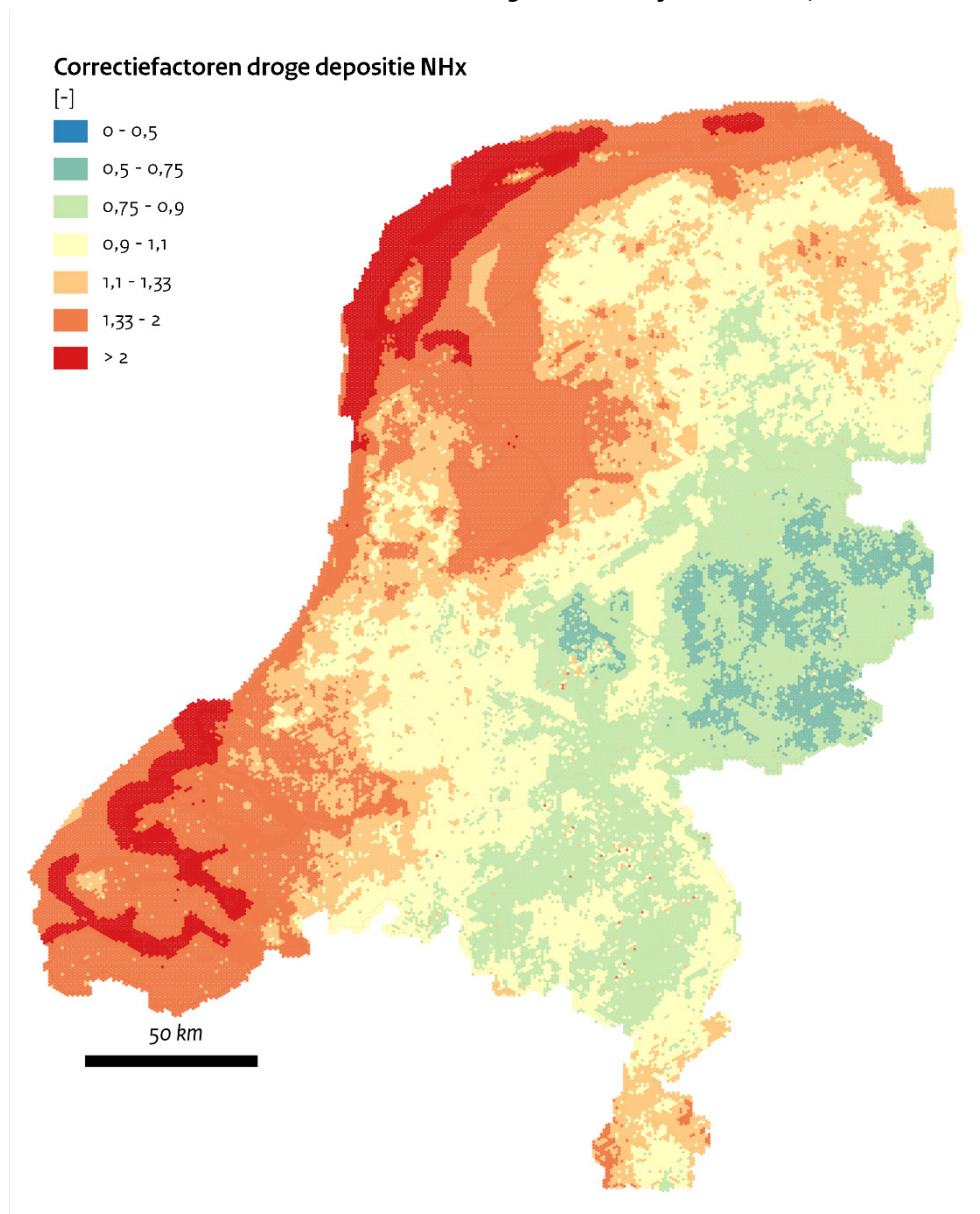 Correctiefactoren droge depositie NHx
[-]
0 - 0,5
0,5 - 0,75
0,75 - 0,9
0,9 - 1,1
1,1 - 1,33
1,33 - 2
> 2
50 km